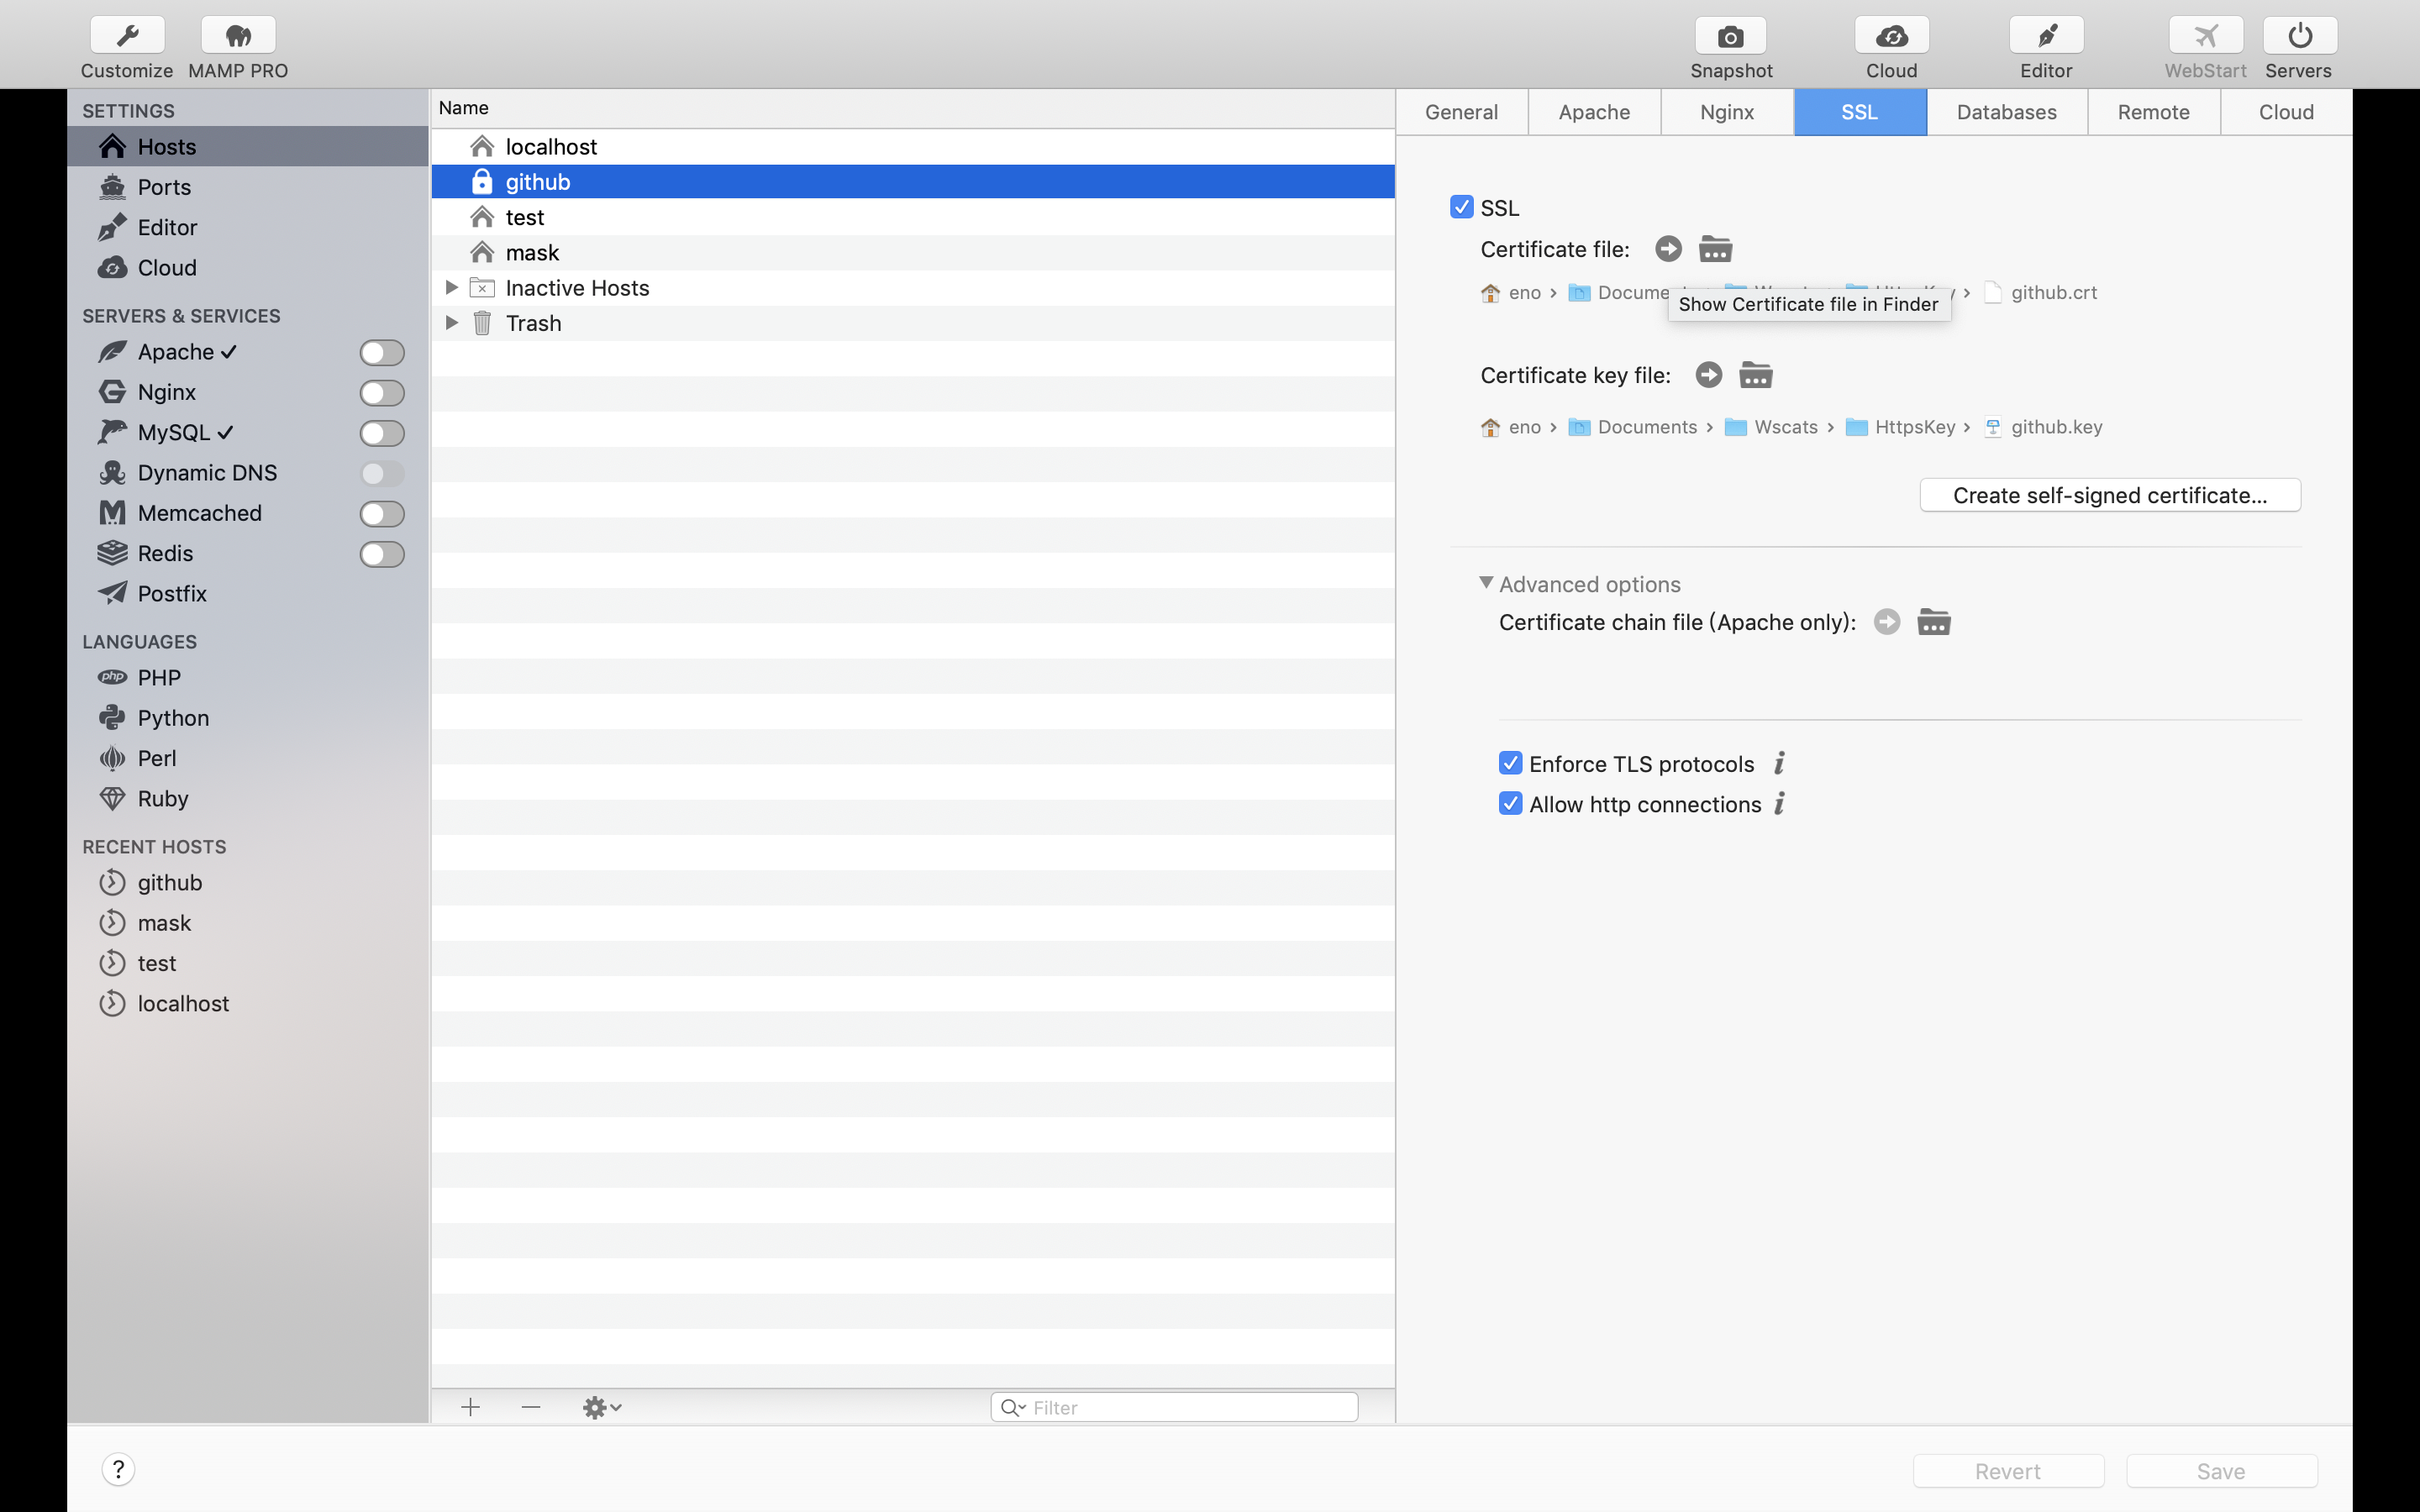 Customize MAMP PRO Snapshot Cloud Editor WebStart Servers
SETTINGS
Hosts
Ports
Editor
Cloud
SERVERS & SERVICES
Apache
Nginx
MySQL
Dynamic DNS
Memcached
Redis
Postfix
LANGUAGES
php PHP
Python
Perl
Ruby
RECENT HOSTS
github
mask
test
localhost
Name
localhost
github
test
mask
Inactive Hosts
Trash
Filter
General Apache Nginx SSL Databases Remote Cloud
SSL
Certificate file:
eno › › github.crt
Show Certificate file in Finder
Certificate key file:
eno › Documents › Wscats › HttpsKey › github.key
Create self-signed certificate...
Advanced options
Certificate chain file (Apache only):
Enforce TLS protocols i
Allow http connections i
? Revert Save